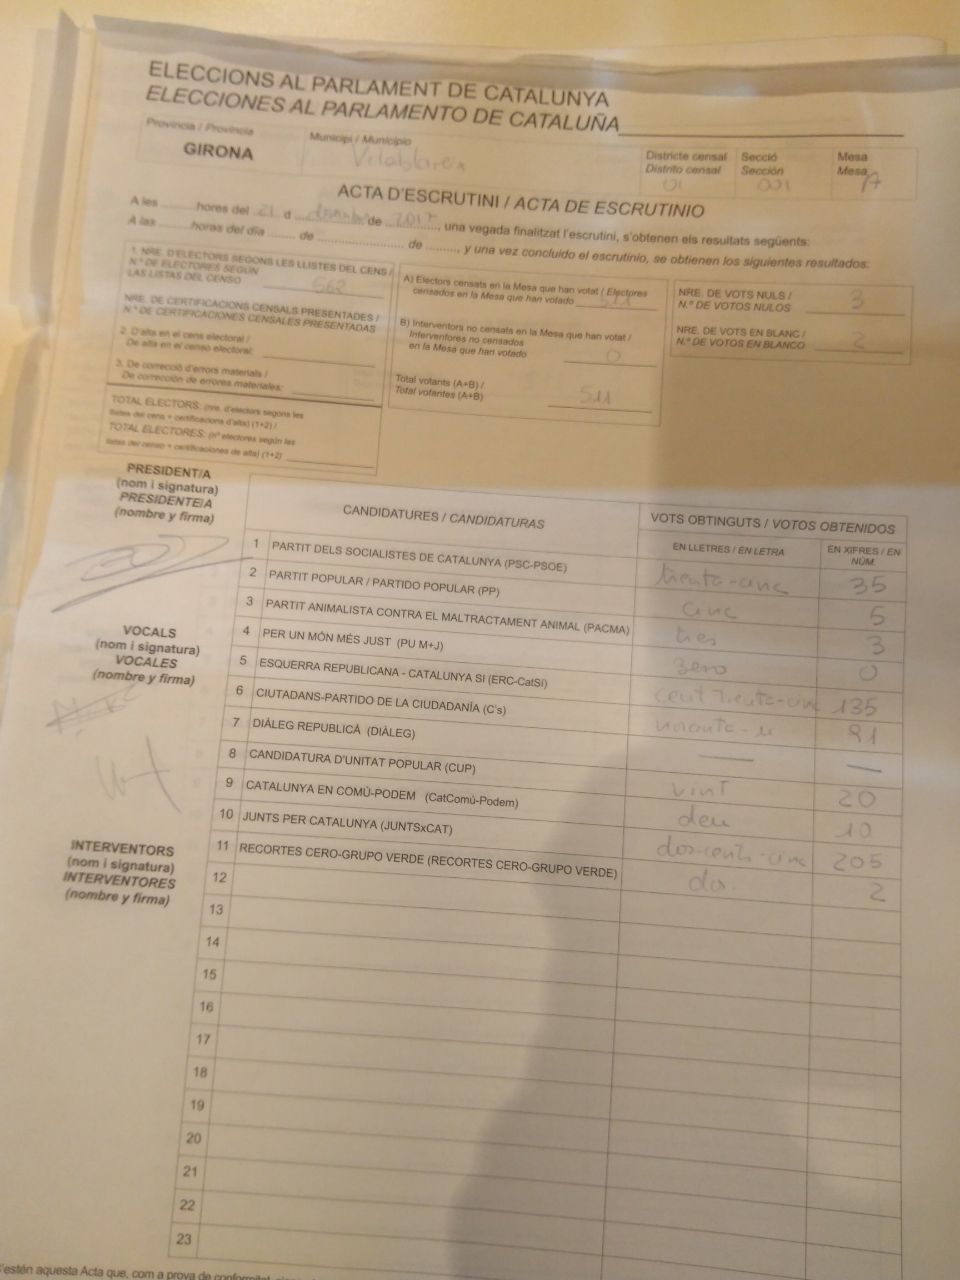 ELECCIONS AL PARLAMENT DE CATALUNYA
ELECCIONES AL PARLAMENTO DE CATALUÑA
Província / Provincia
GIRONA
Municipi / Municipio
Vilablareix
Districte censal
Distrito censal
01
Secció
Sección
001
Mesa
Mesa
A
ACTA D'ESCRUTINI / ACTA DE ESCRUTINIO
A les ........ hores del 21 d desembre de 2017, una vegada finalitzat l'escrutini, s'obtenen els resultats següents:
A las ........ horas del día ........ de ........ de ........, y una vez concluido el escrutinio, se obtienen los siguientes resultados:
1. NRE. D'ELECTORS SEGONS LES LLISTES DEL CENS /
N.º DE ELECTORES SEGÚN
LAS LISTAS DEL CENSO 562
NRE. DE CERTIFICACIONS CENSALS PRESENTADES /
N.º DE CERTIFICACIONES CENSALES PRESENTADAS
2. D'alta en el cens electoral /
De alta en el censo electoral:
3. De correcció d'errors materials /
De corrección de errores materiales:
TOTAL ELECTORS: (nre. d'electors segons les
llistes del cens + certificacions d'alta) (1+2) /
TOTAL ELECTORES: (nº electores según las
listas del censo + certificaciones de alta) (1+2)
A) Electors censats en la Mesa que han votat / Electores
censados en la Mesa que han votado 511
B) Interventors no censats en la Mesa que han votat /
Interventores no censados
en la Mesa que han votado 0
Total votants (A+B) /
Total votantes (A+B) 511
NRE. DE VOTS NULS /
N.º DE VOTOS NULOS 3
NRE. DE VOTS EN BLANC /
N.º DE VOTOS EN BLANCO 2
PRESIDENT/A
(nom i signatura)
PRESIDENTE/A
(nombre y firma)
VOCALS
(nom i signatura)
VOCALES
(nombre y firma)
INTERVENTORS
(nom i signatura)
INTERVENTORES
(nombre y firma)
CANDIDATURES / CANDIDATURAS
VOTS OBTINGUTS / VOTOS OBTENIDOS
EN LLETRES / EN LETRA
EN XIFRES / EN
NÚM.
1 PARTIT DELS SOCIALISTES DE CATALUNYA (PSC-PSOE) trenta-cinc 35
2 PARTIT POPULAR / PARTIDO POPULAR (PP) cinc 5
3 PARTIT ANIMALISTA CONTRA EL MALTRACTAMENT ANIMAL (PACMA) tres 3
4 PER UN MÓN MÉS JUST (PU M+J) zero 0
5 ESQUERRA REPUBLICANA - CATALUNYA SI (ERC-CatSí) cent trenta-cinc 135
6 CIUTADANS-PARTIDO DE LA CIUDADANÍA (C's) 91
7 DIÀLEG REPUBLICÀ (DIÀLEG) — —
8 CANDIDATURA D'UNITAT POPULAR (CUP) vint 20
9 CATALUNYA EN COMÚ-PODEM (CatComú-Podem) deu 10
10 JUNTS PER CATALUNYA (JUNTSxCAT) dos-cents-cinc 205
11 RECORTES CERO-GRUPO VERDE (RECORTES CERO-GRUPO VERDE) dos. 2
12
13
14
15
16
17
18
19
20
21
22
23
S'estén aquesta Acta que, com a prova de conformitat,